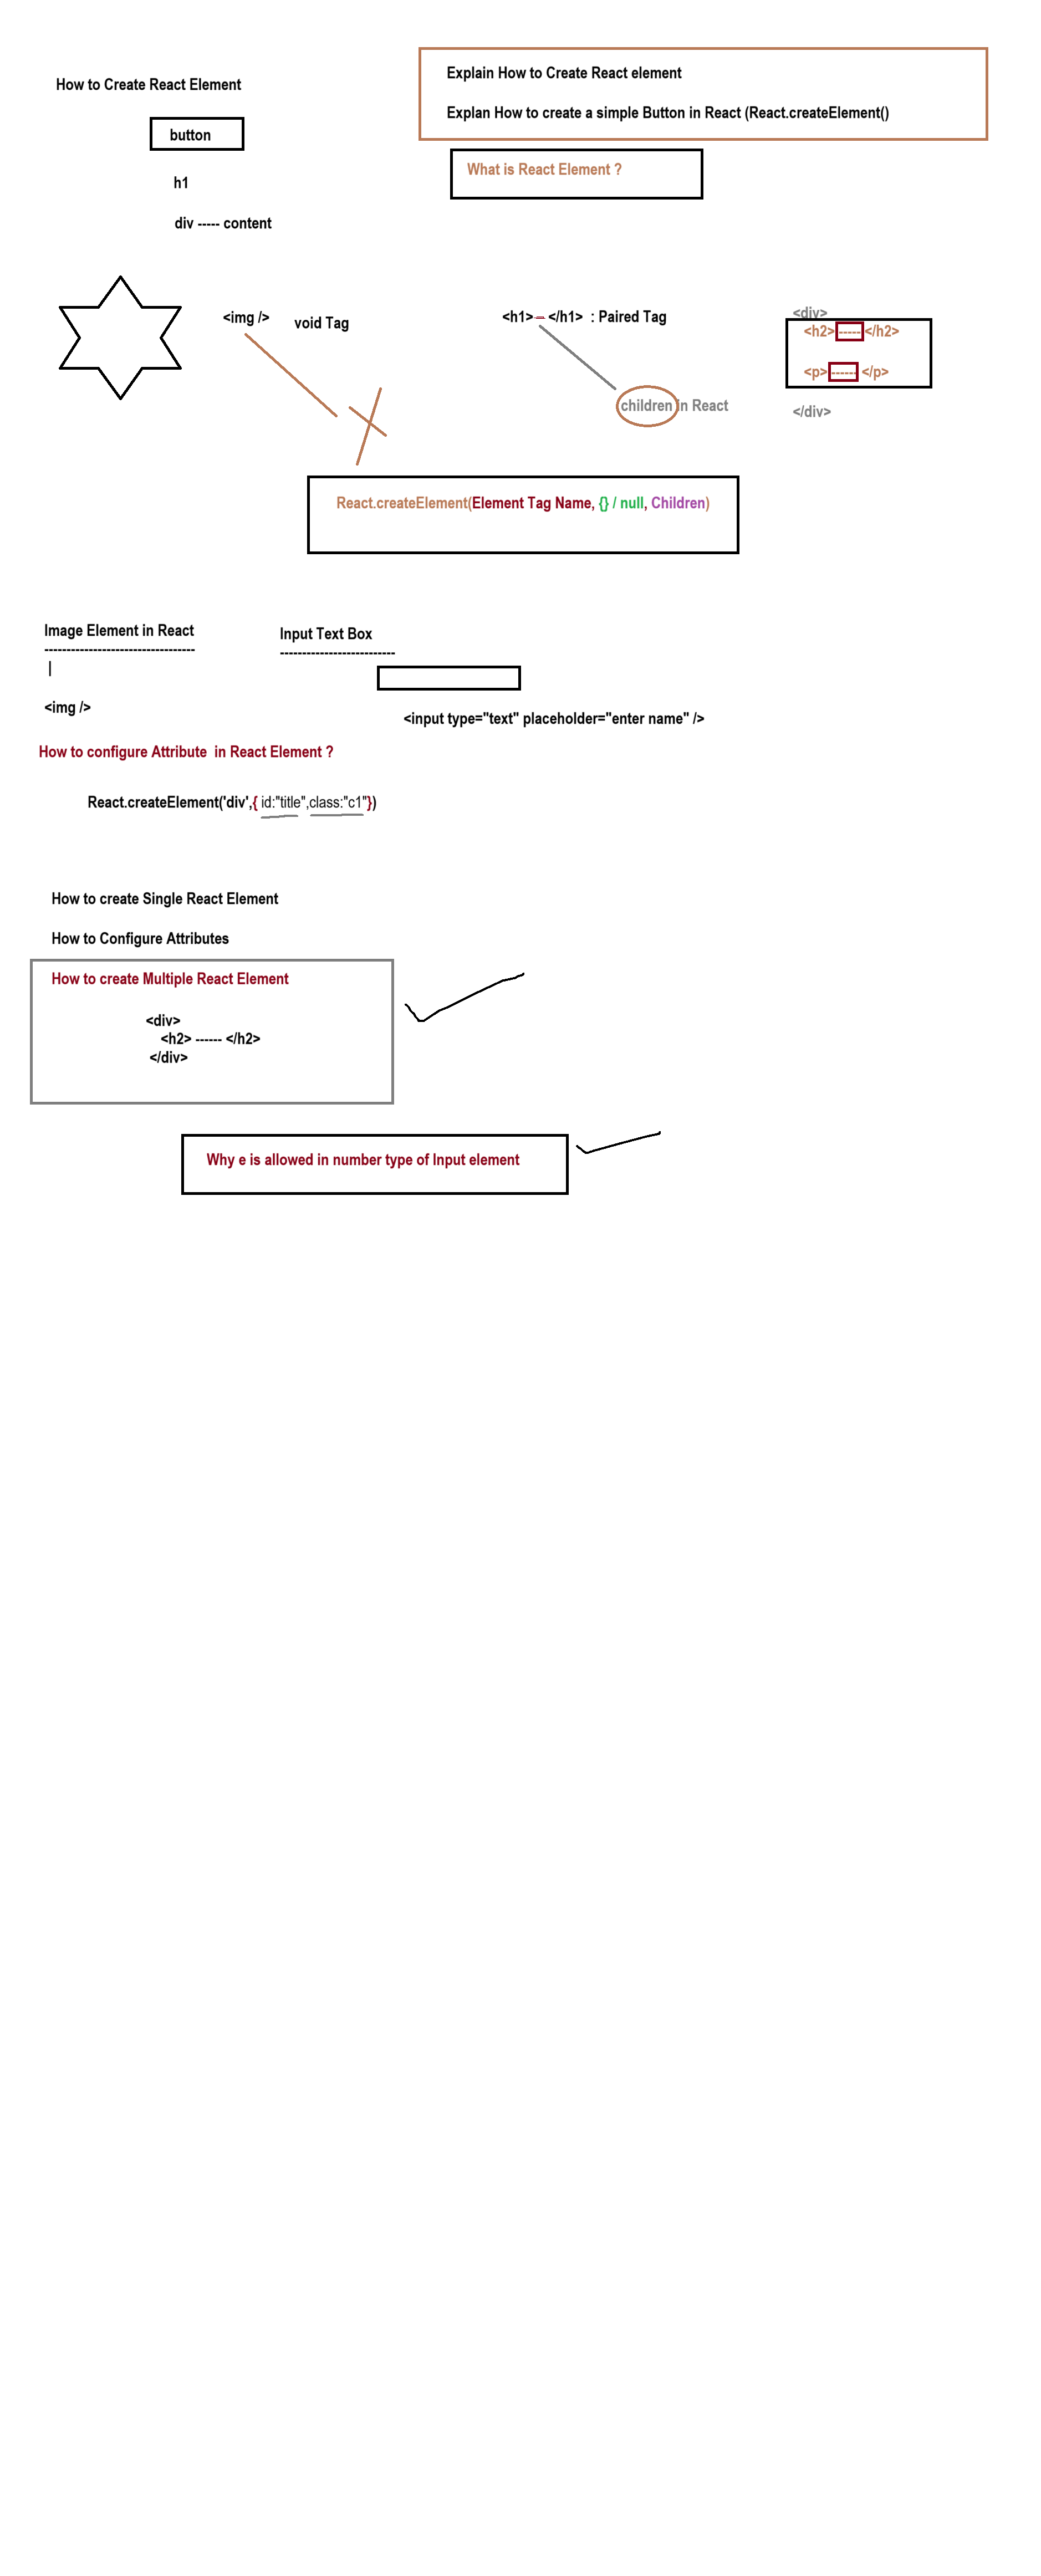 How to Create React Element
button
h1
div ----- content
Explain How to Create React element
Explan How to create a simple Button in React (React.createElement()
What is React Element ?
<img />
void Tag
<h1> --- </h1>  : Paired Tag
children in React
<div>
<h2> ----- </h2>
<p> ------ </p>
</div>
React.createElement(Element Tag Name, {} / null, Children)
Image Element in React
----------------------------------
|
<img />
Input Text Box
--------------------------
<input type="text" placeholder="enter name" />
How to configure Attribute  in React Element ?
React.createElement('div',{ id:"title",class:"c1"})
How to create Single React Element
How to Configure Attributes
How to create Multiple React Element
<div>
<h2> ------ </h2>
</div>
Why e is allowed in number type of Input element